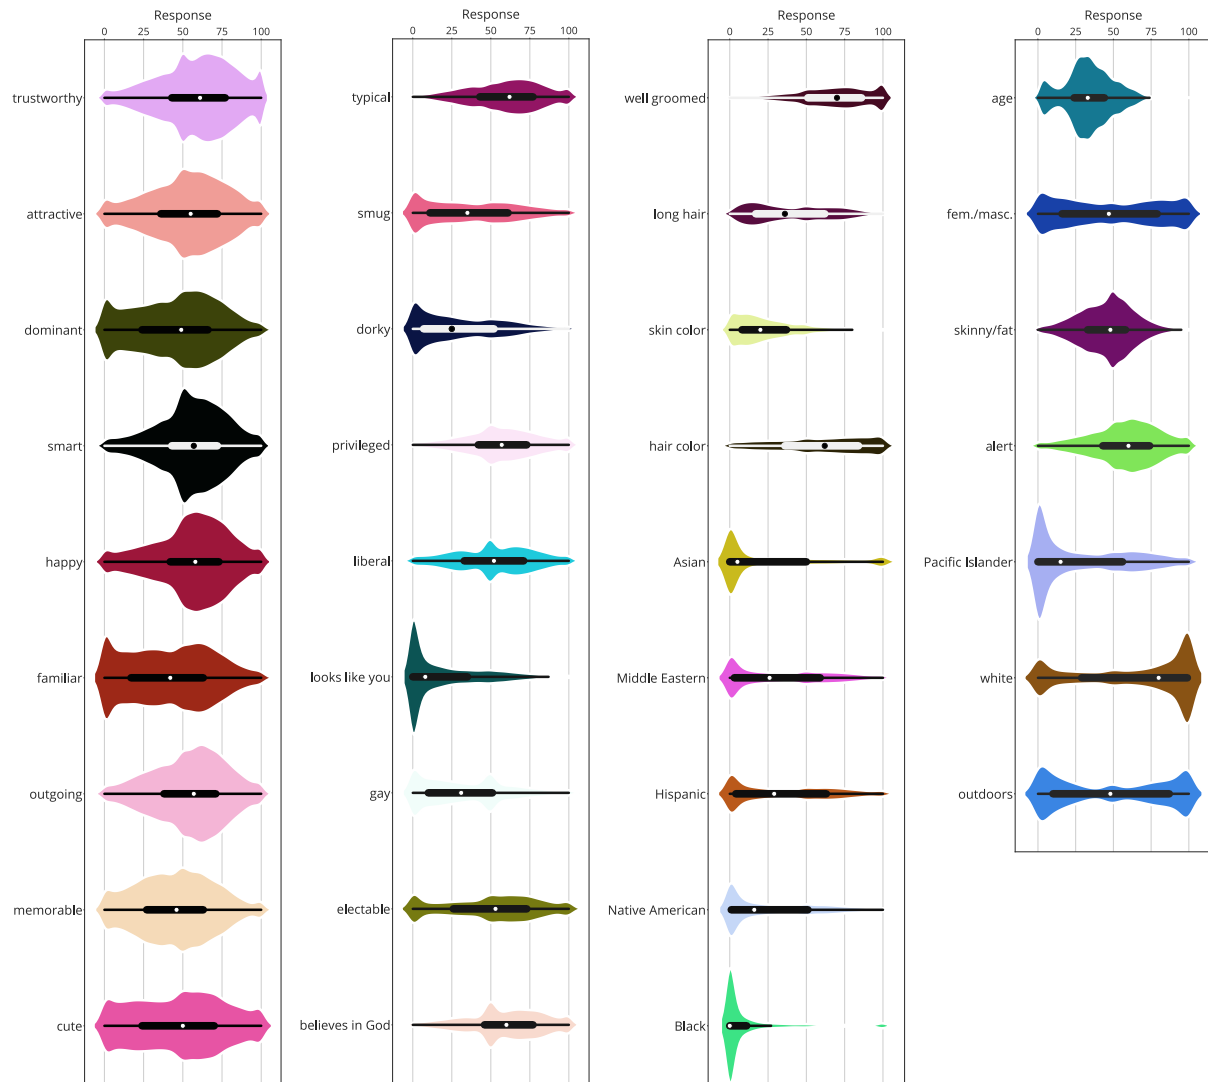 Response
0 25 50 75 100
trustworthy
attractive
dominant
smart
happy
familiar
outgoing
memorable
cute
Response
0 25 50 75 100
typical
smug
dorky
privileged
liberal
looks like you
gay
electable
believes in God
Response
0 25 50 75 100
well groomed
long hair
skin color
hair color
Asian
Middle Eastern
Hispanic
Native American
Black
Response
0 25 50 75 100
age
fem./masc.
skinny/fat
alert
Pacific Islander
white
outdoors